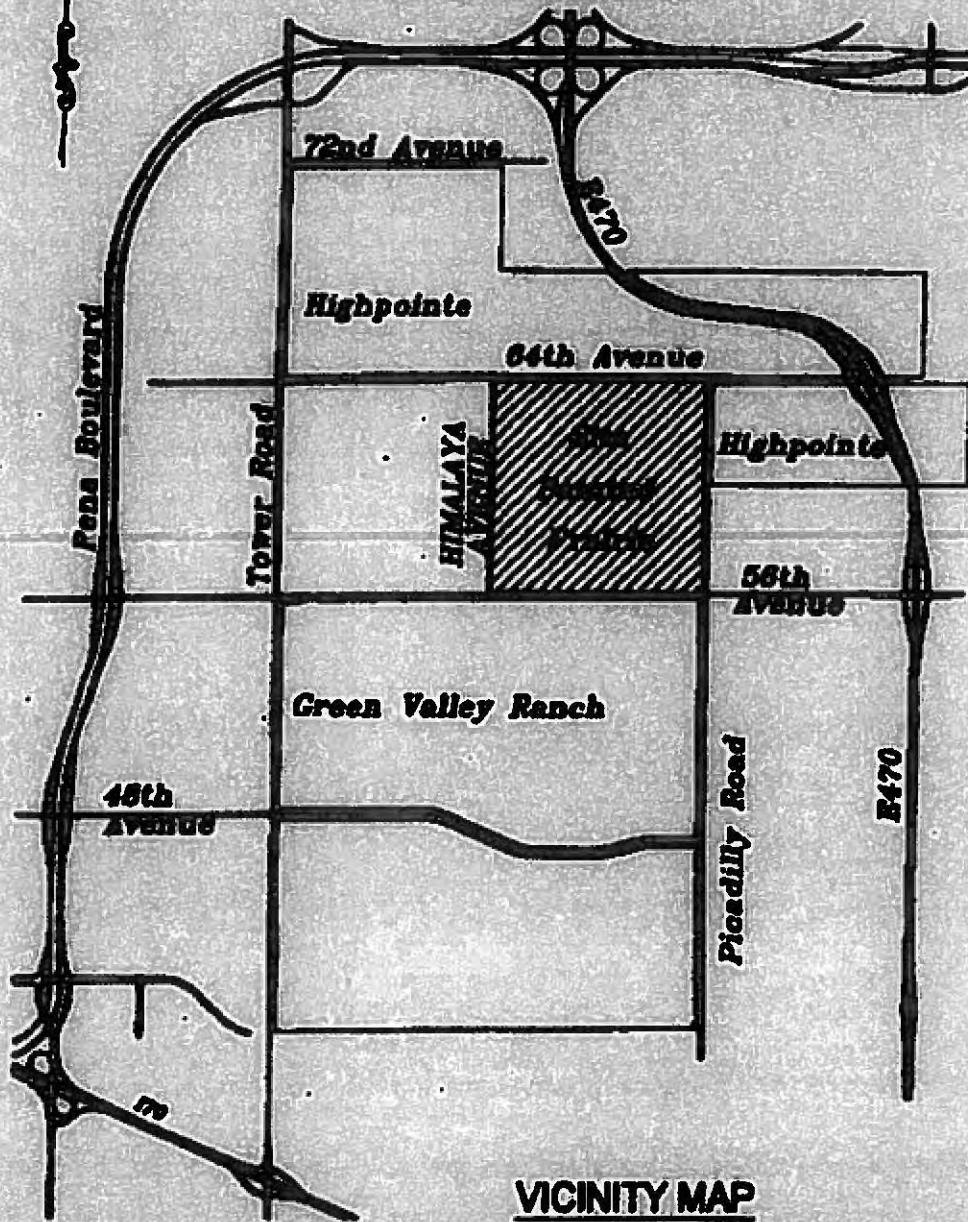 72nd Avenue
E470
Highpointe
64th Avenue
Pena Boulevard
Tower Road
HIMALAYA
AVENUE
Highpointe
56th
Avenue
Green Valley Ranch
48th
Avenue
Picadilly Road
E470
I70
VICINITY MAP